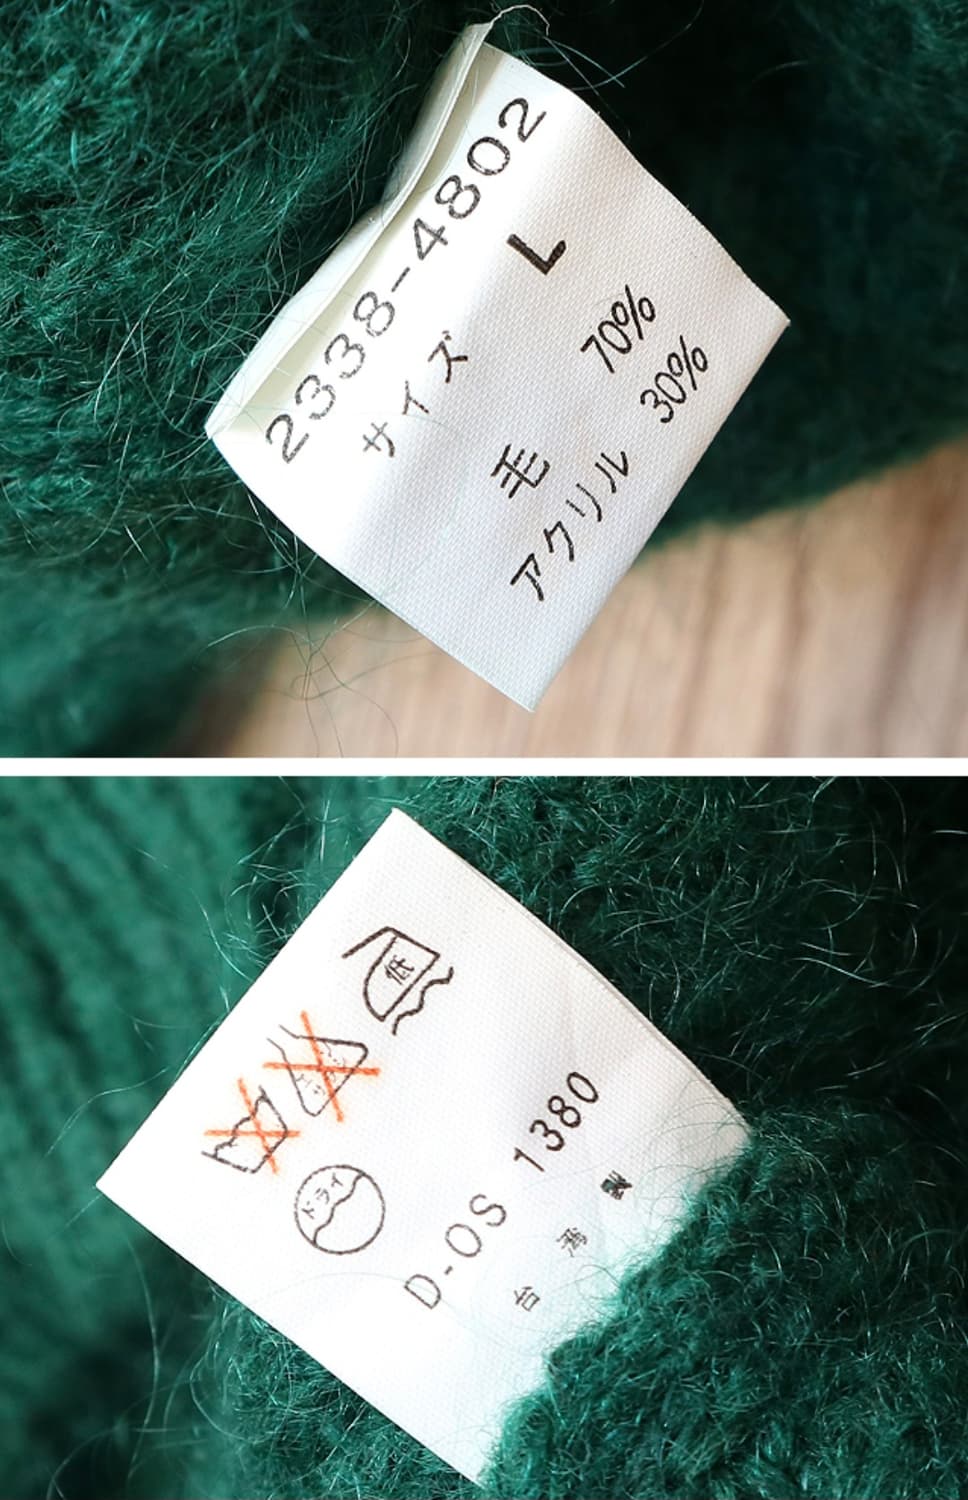 2338-4802
サイズ L
毛 70%
アクリル 30%
低
ドライ
D-OS 1380
台湾製